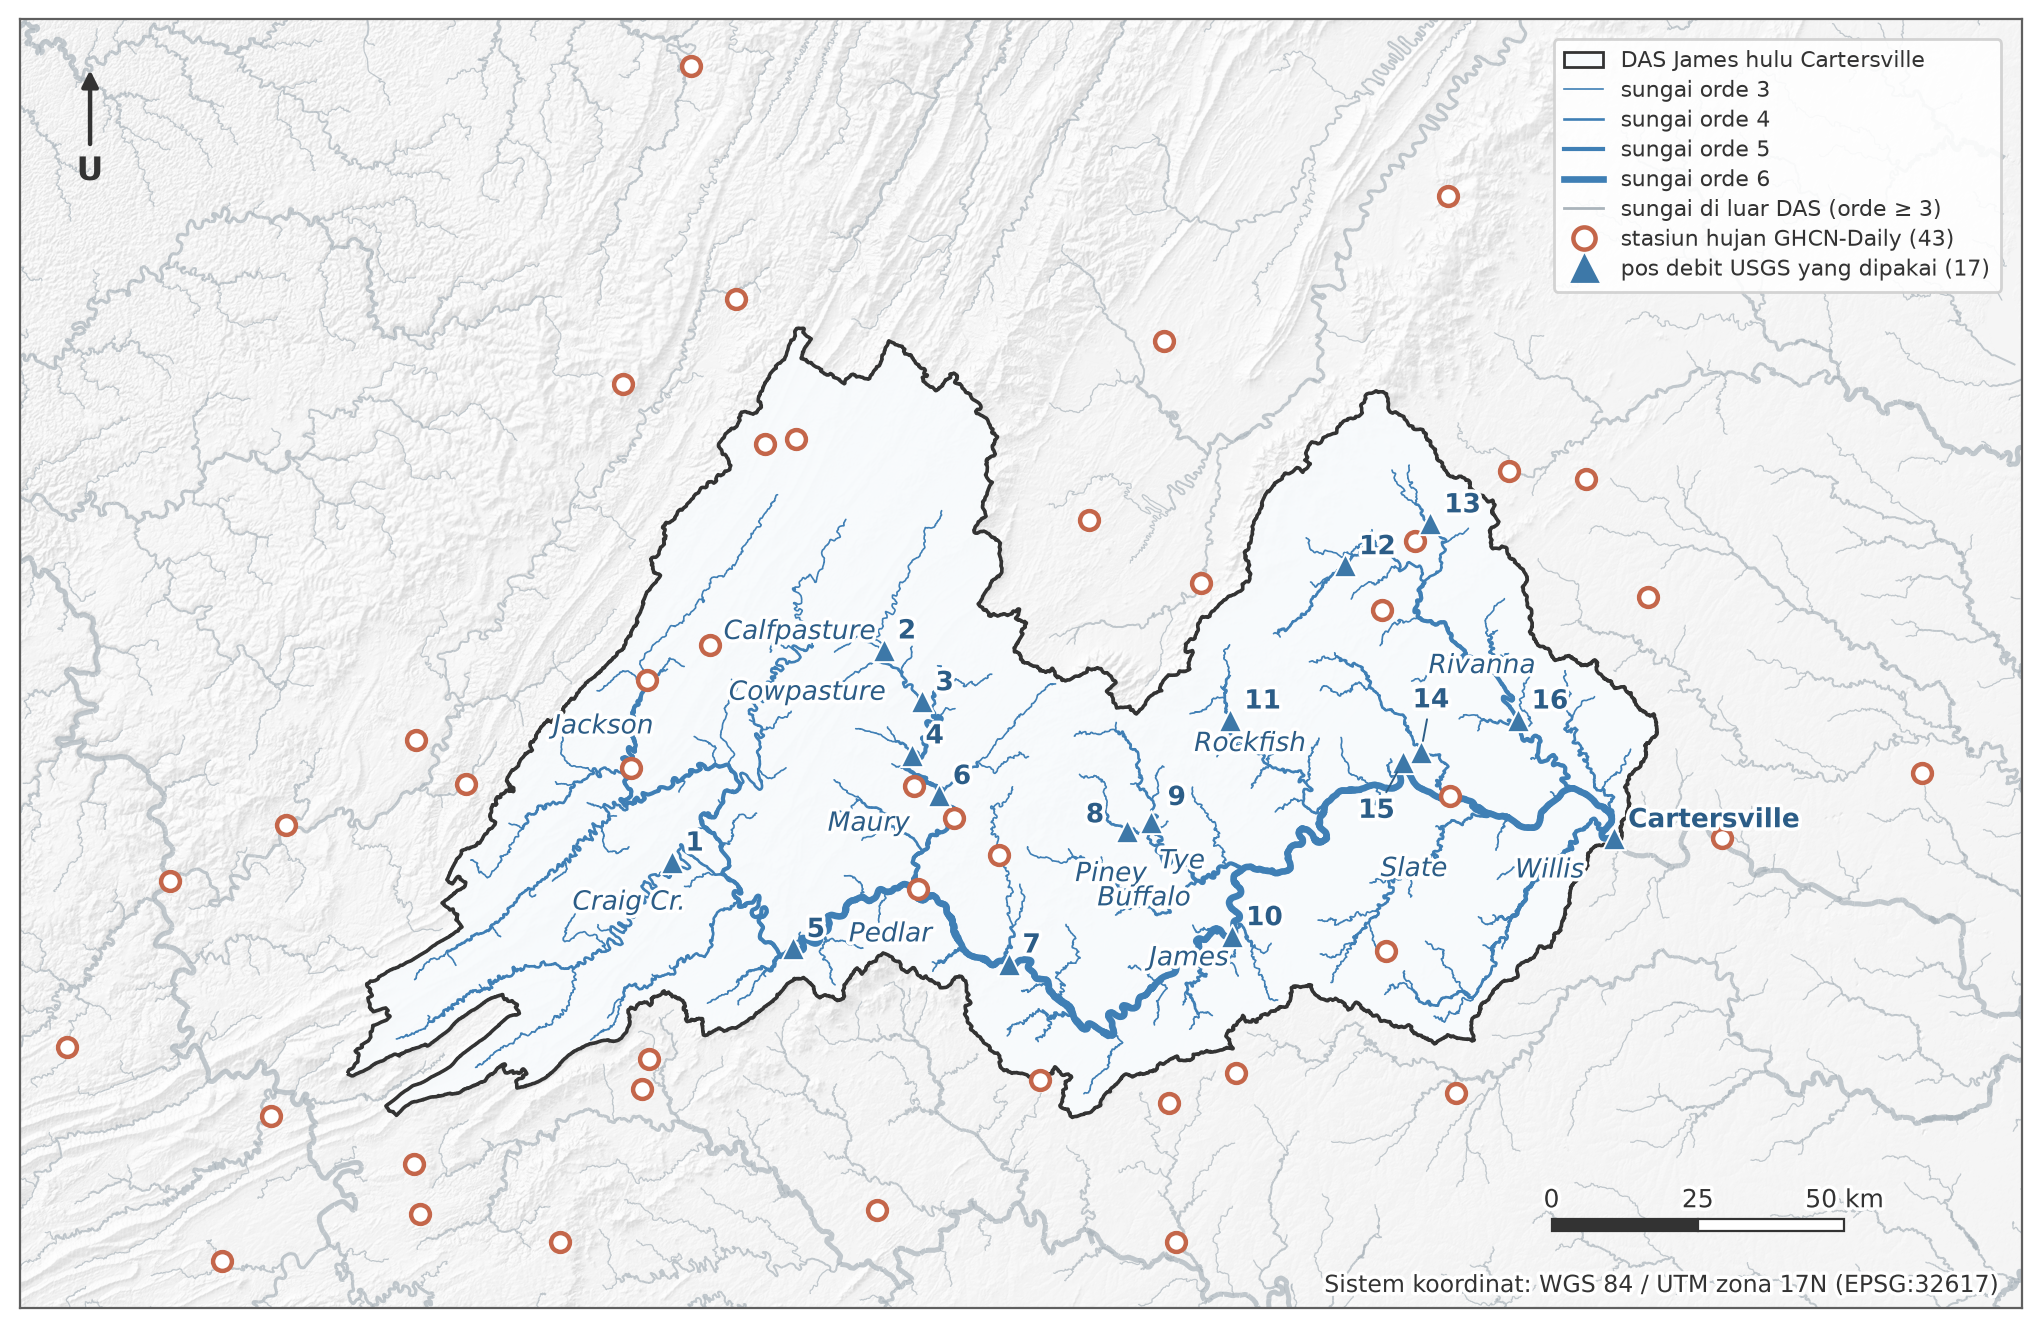 U
DAS James hulu Cartersville
sungai orde 3
sungai orde 4
sungai orde 5
sungai orde 6
sungai di luar DAS (orde ≥ 3)
stasiun hujan GHCN-Daily (43)
pos debit USGS yang dipakai (17)
13
12
Calfpasture
2
Rivanna
3
Cowpasture
11
14
16
Jackson
4
Rockfish
6
9
15
8
Cartersville
Maury
1
Tye
Piney
Slate
Willis
Buffalo
Craig Cr.
10
5
Pedlar
7
James
0 25 50 km
Sistem koordinat: WGS 84 / UTM zona 17N (EPSG:32617)